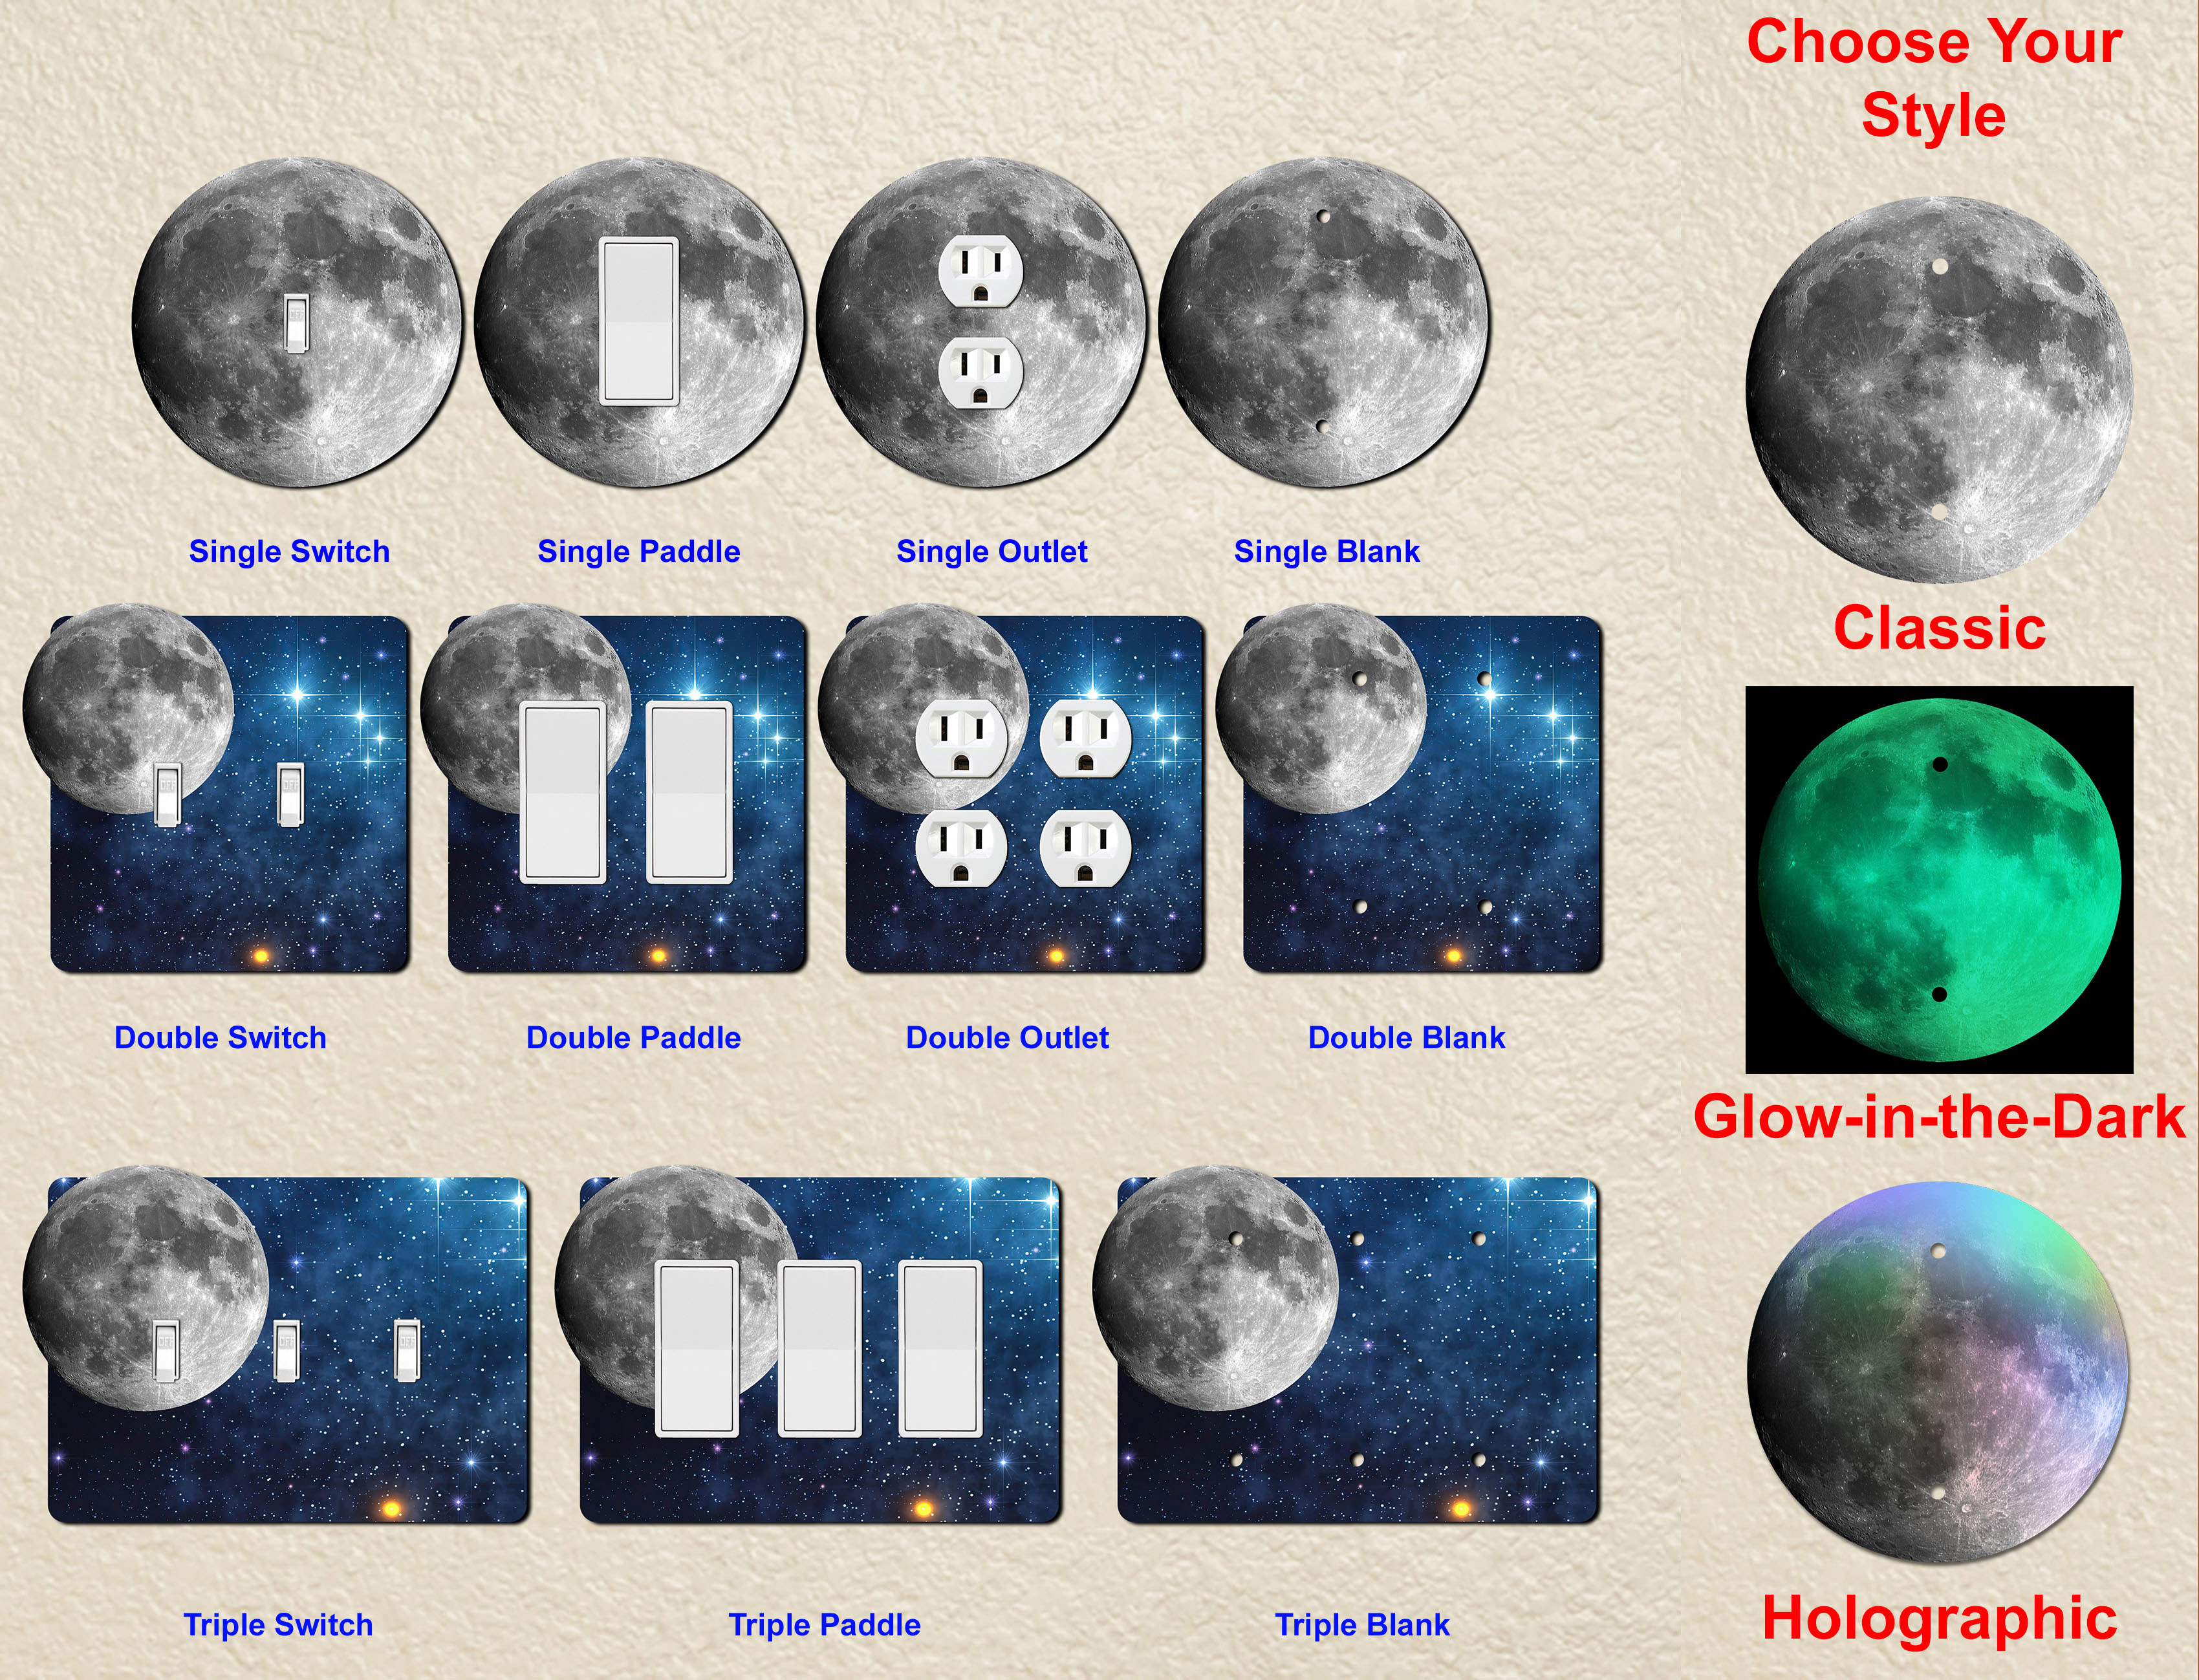 Choose Your
Style
Single Switch
Single Paddle
Single Outlet
Single Blank
Classic
Double Switch
Double Paddle
Double Outlet
Double Blank
Glow-in-the-Dark
Triple Switch
Triple Paddle
Triple Blank
Holographic